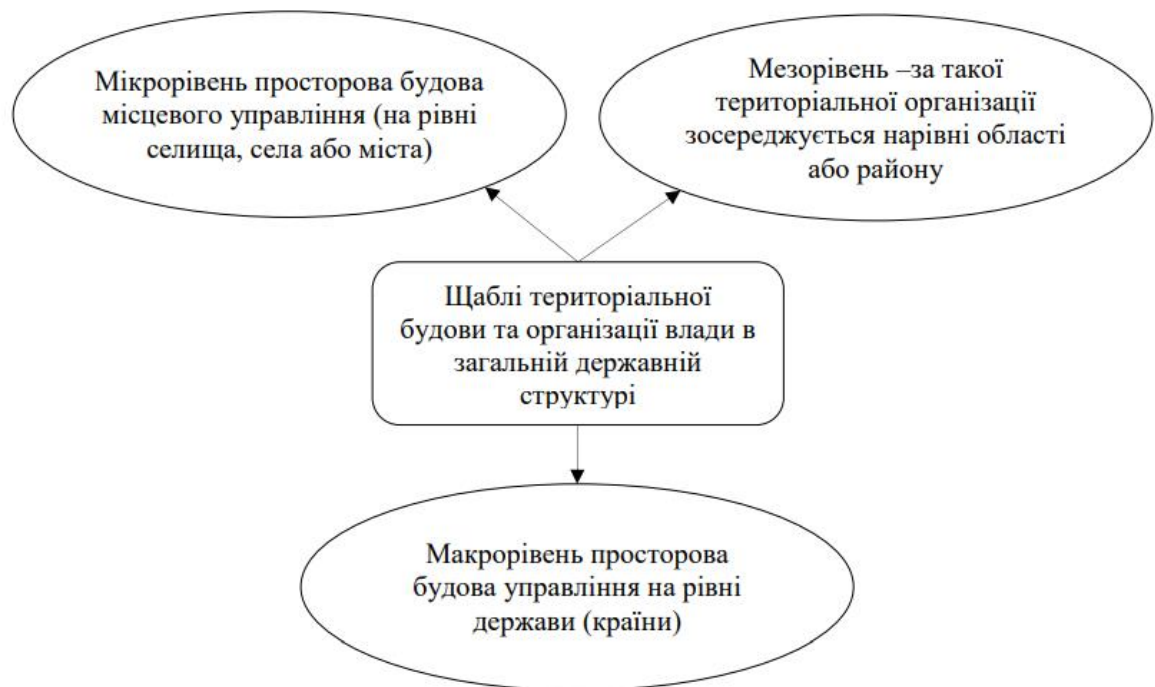 Мікрорівень просторова будова
місцевого управління (на рівні
селища, села або міста)
Мезорівень –за такої
територіальної організації
зосереджується нарівні області
або району
Щаблі територіальної
будови та організації влади в
загальній державній
структурі
Макрорівень просторова
будова управління на рівні
держави (країни)